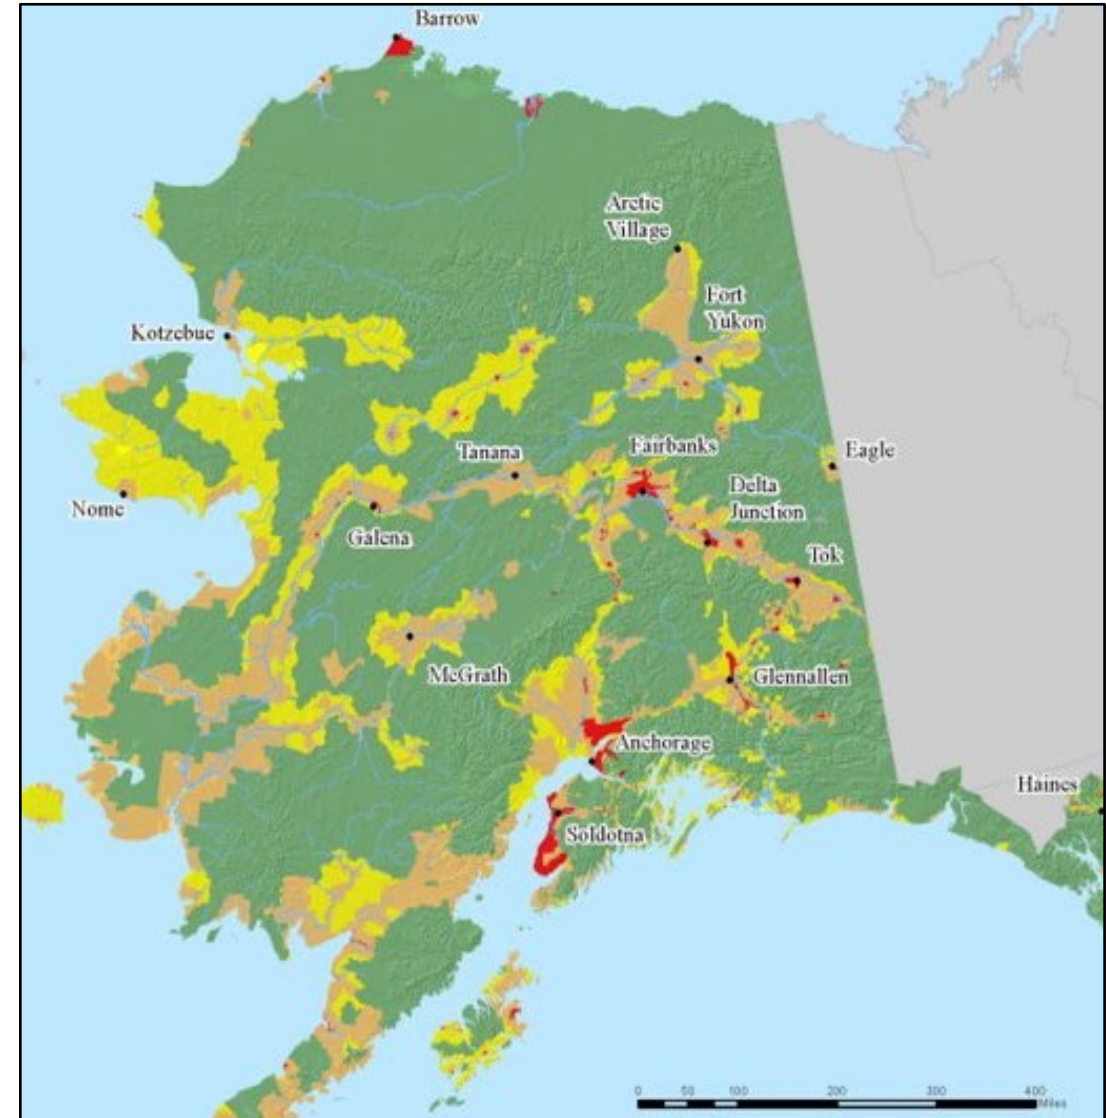 Barrow
Arctic
Village
Fort
Yukon
Kotzebue
Tanana
Fairbanks
Eagle
Nome
Delta
Junction
Galena
Tok
McGrath
Glennallen
Anchorage
Haines
Soldotna
0 50 100 200 300 400
Miles